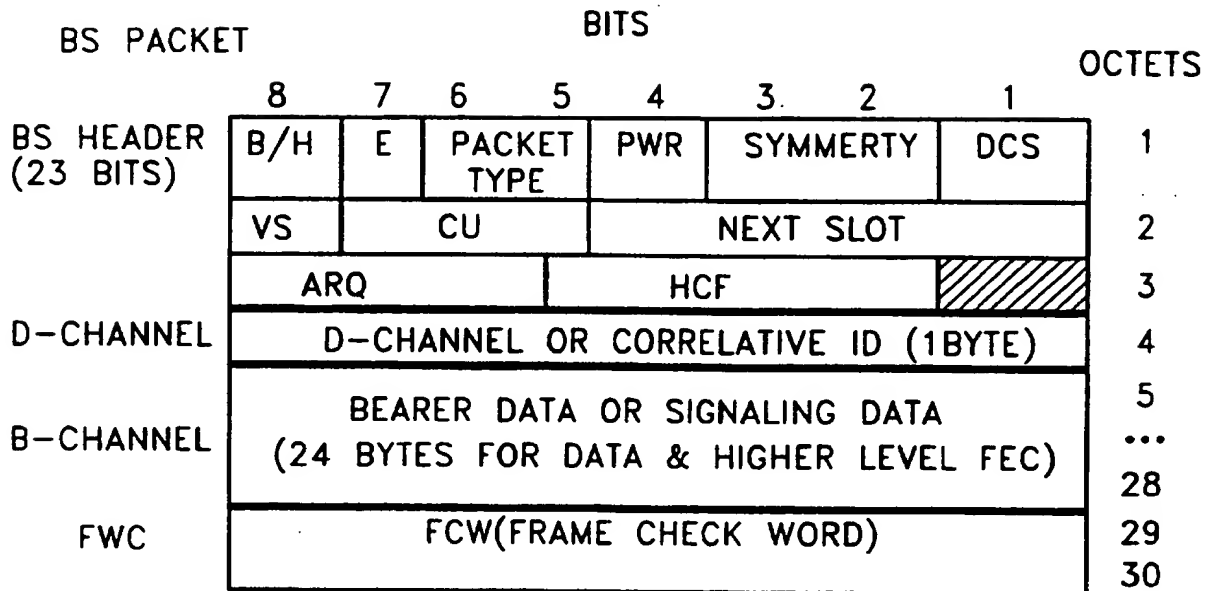 BS PACKET BITS OCTETS
8 7 6 5 4 3. 2 1
BS HEADER B/H E PACKET PWR SYMMERTY DCS 1
(23 BITS) TYPE
VS CU NEXT SLOT 2
ARQ HCF 3
D-CHANNEL D-CHANNEL OR CORRELATIVE ID (1BYTE) 4
BEARER DATA OR SIGNALING DATA 5
B-CHANNEL (24 BYTES FOR DATA & HIGHER LEVEL FEC) ...
28
FWC FCW(FRAME CHECK WORD) 29
30